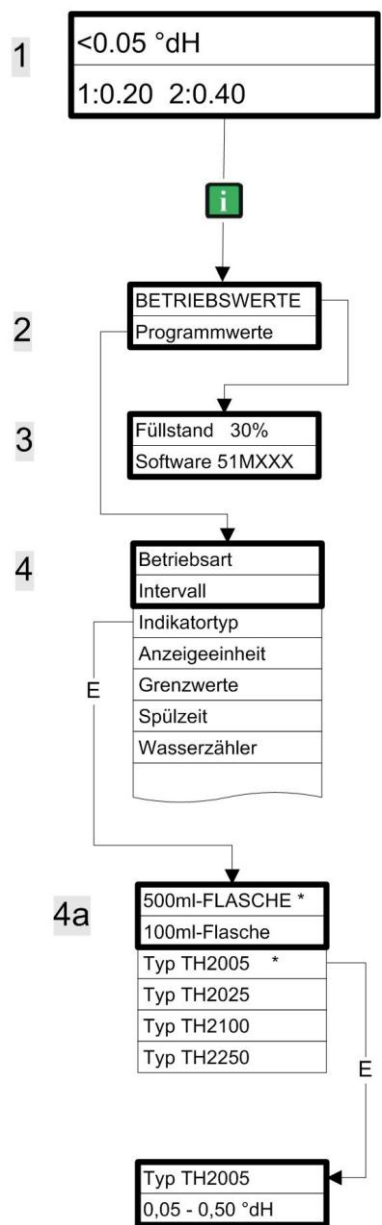 1
<0.05 °dH
1:0.20 2:0.40
i
2
BETRIEBSWERTE
Programmwerte
3
Füllstand 30%
Software 51MXXX
4
Betriebsart
Intervall
Indikatortyp
Anzeigeeinheit
E
Grenzwerte
Spülzeit
Wasserzähler
4a
500ml-FLASCHE *
100ml-Flasche
Typ TH2005 *
Typ TH2025
Typ TH2100
Typ TH2250
E
Typ TH2005
0,05 - 0,50 °dH